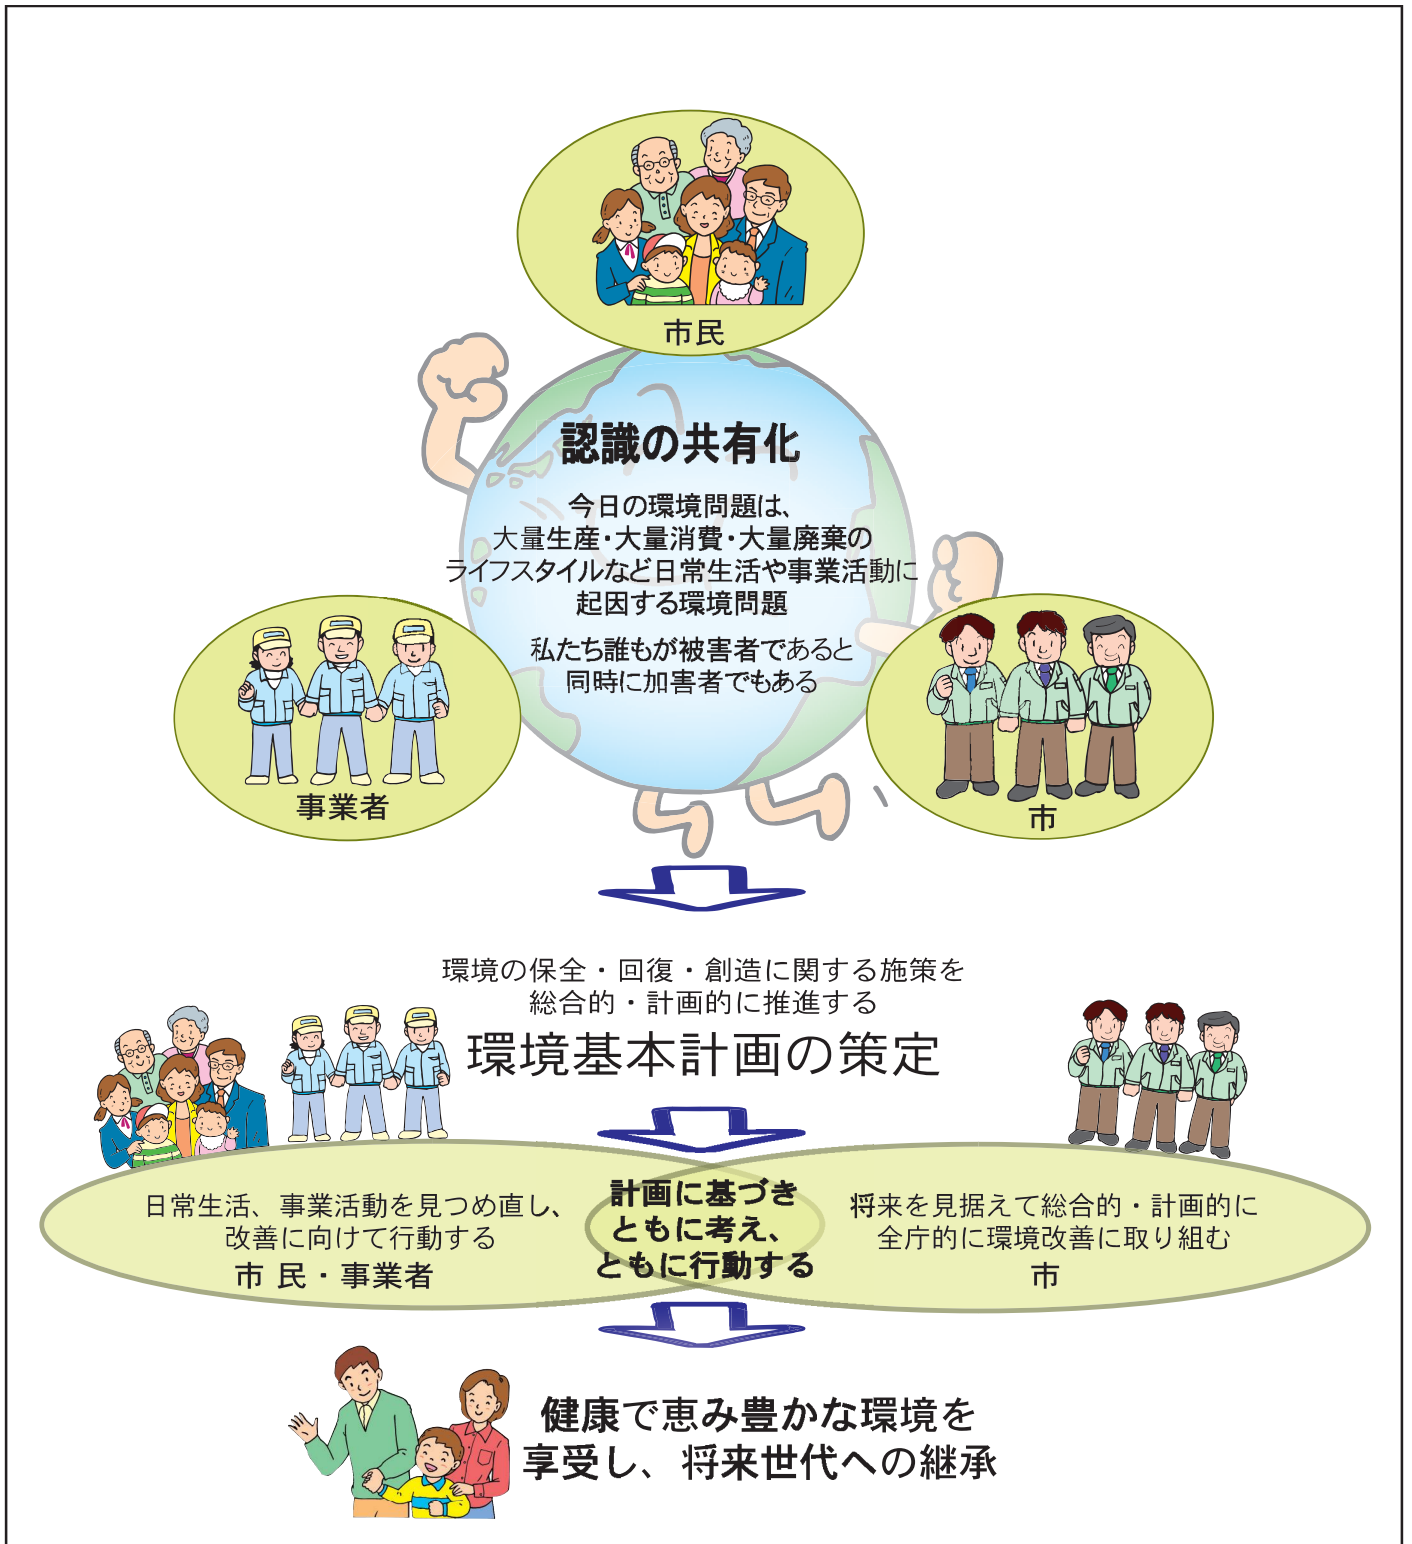 市民
認識の共有化
今日の環境問題は、
大量生産・大量消費・大量廃棄の
ライフスタイルなど日常生活や事業活動に
起因する環境問題
私たち誰もが被害者であると
同時に加害者でもある
事業者
市
環境の保全・回復・創造に関する施策を
総合的・計画的に推進する
環境基本計画の策定
日常生活、事業活動を見つめ直し、
改善に向けて行動する
市 民・事業者
計画に基づき
ともに考え、
ともに行動する
将来を見据えて総合的・計画的に
全庁的に環境改善に取り組む
市
健康で恵み豊かな環境を
享受し、将来世代への継承